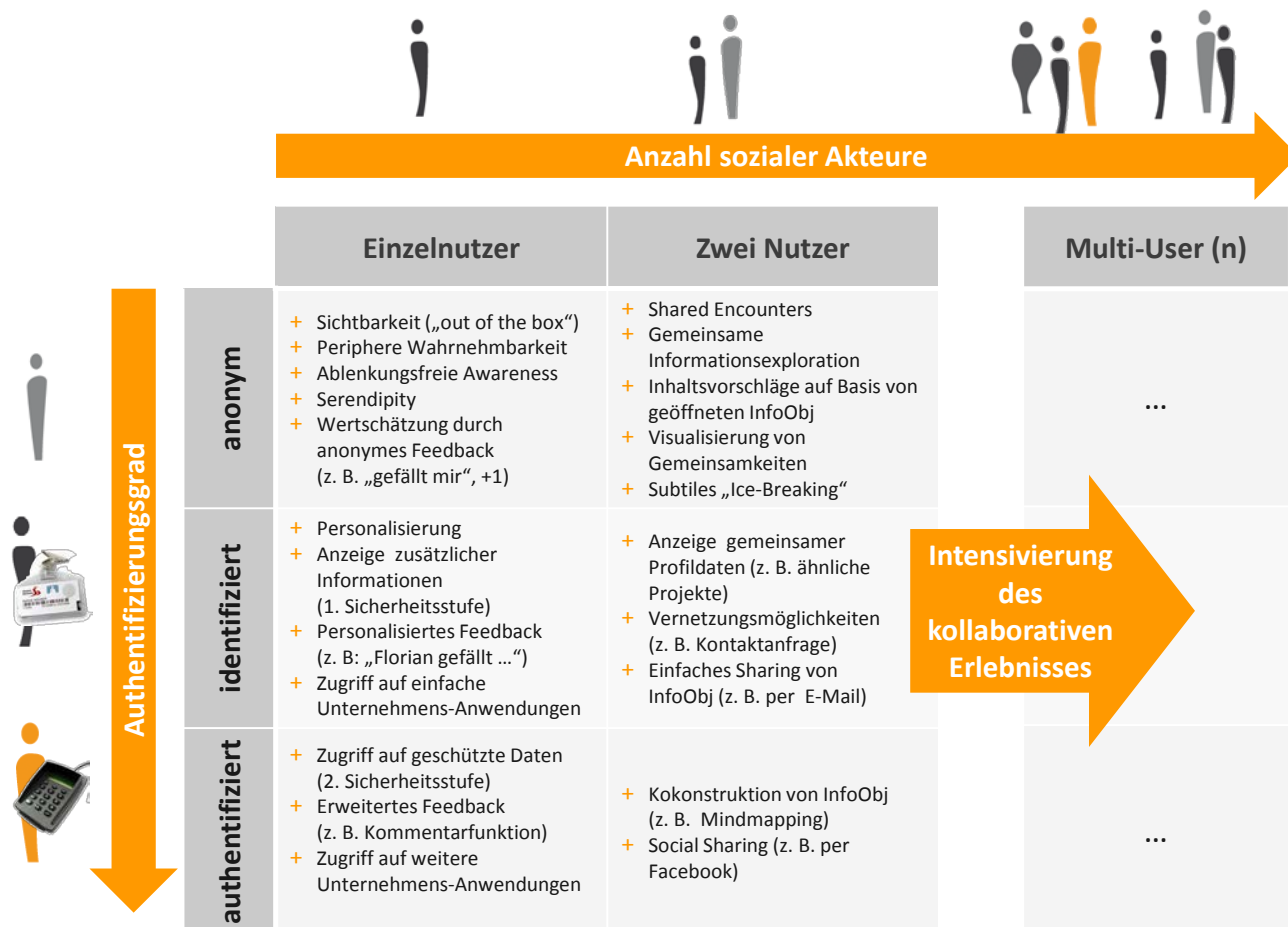 Anzahl sozialer Akteure
Einzelnutzer
Zwei Nutzer
Multi-User (n)
Authentifizierungsgrad
anonym
+ Sichtbarkeit („out of the box“)
+ Periphere Wahrnehmbarkeit
+ Ablenkungsfreie Awareness
+ Serendipity
+ Wertschätzung durch
anonymes Feedback
(z. B. „gefällt mir“, +1)
+ Shared Encounters
+ Gemeinsame
Informationsexploration
+ Inhaltsvorschläge auf Basis von
geöffneten InfoObj
+ Visualisierung von
Gemeinsamkeiten
+ Subtiles „Ice-Breaking“
...
identifiziert
+ Personalisierung
+ Anzeige zusätzlicher
Informationen
(1. Sicherheitsstufe)
+ Personalisiertes Feedback
(z. B: „Florian gefällt ...“)
+ Zugriff auf einfache
Unternehmens-Anwendungen
+ Anzeige gemeinsamer
Profildaten (z. B. ähnliche
Projekte)
+ Vernetzungsmöglichkeiten
(z. B. Kontaktanfrage)
+ Einfaches Sharing von
InfoObj (z. B. per E-Mail)
Intensivierung
des
kollaborativen
Erlebnisses
authentifiziert
+ Zugriff auf geschützte Daten
(2. Sicherheitsstufe)
+ Erweitertes Feedback
(z. B. Kommentarfunktion)
+ Zugriff auf weitere
Unternehmens-Anwendungen
+ Kokonstruktion von InfoObj
(z. B. Mindmapping)
+ Social Sharing (z. B. per
Facebook)
...